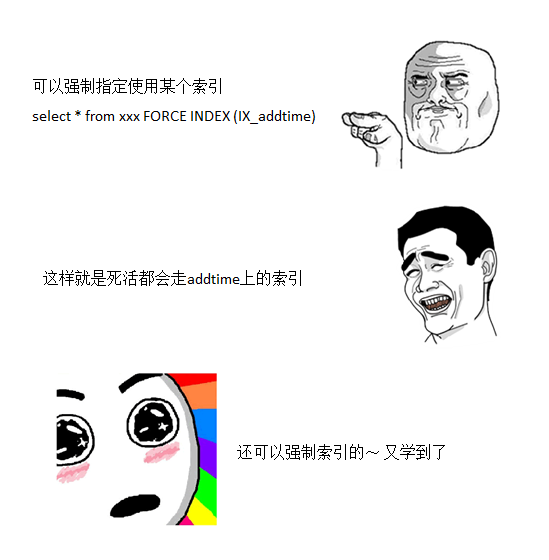 可以强制指定使用某个索引
select * from xxx FORCE INDEX (IX_addtime)
这样就是死活都会走addtime上的索引
还可以强制索引的～ 又学到了